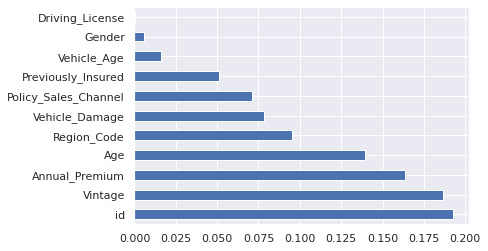 Driving_License
Gender
Vehicle_Age
Previously_Insured
Policy_Sales_Channel
Vehicle_Damage
Region_Code
Age
Annual_Premium
Vintage
id
0.000 0.025 0.050 0.075 0.100 0.125 0.150 0.175 0.200